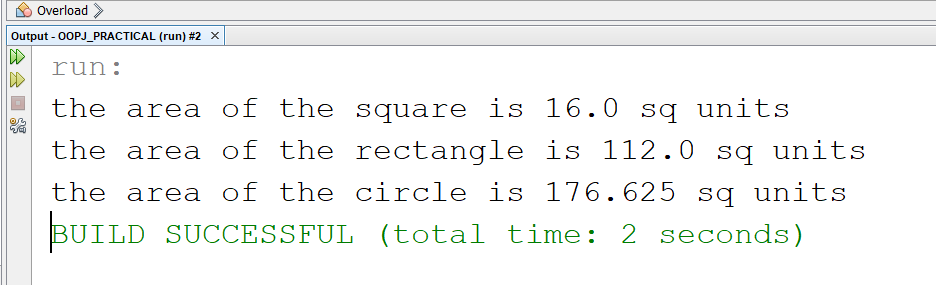 Overload
Output - OOPJ_PRACTICAL (run) #2
run:
the area of the square is 16.0 sq units
the area of the rectangle is 112.0 sq units
the area of the circle is 176.625 sq units
BUILD SUCCESSFUL (total time: 2 seconds)